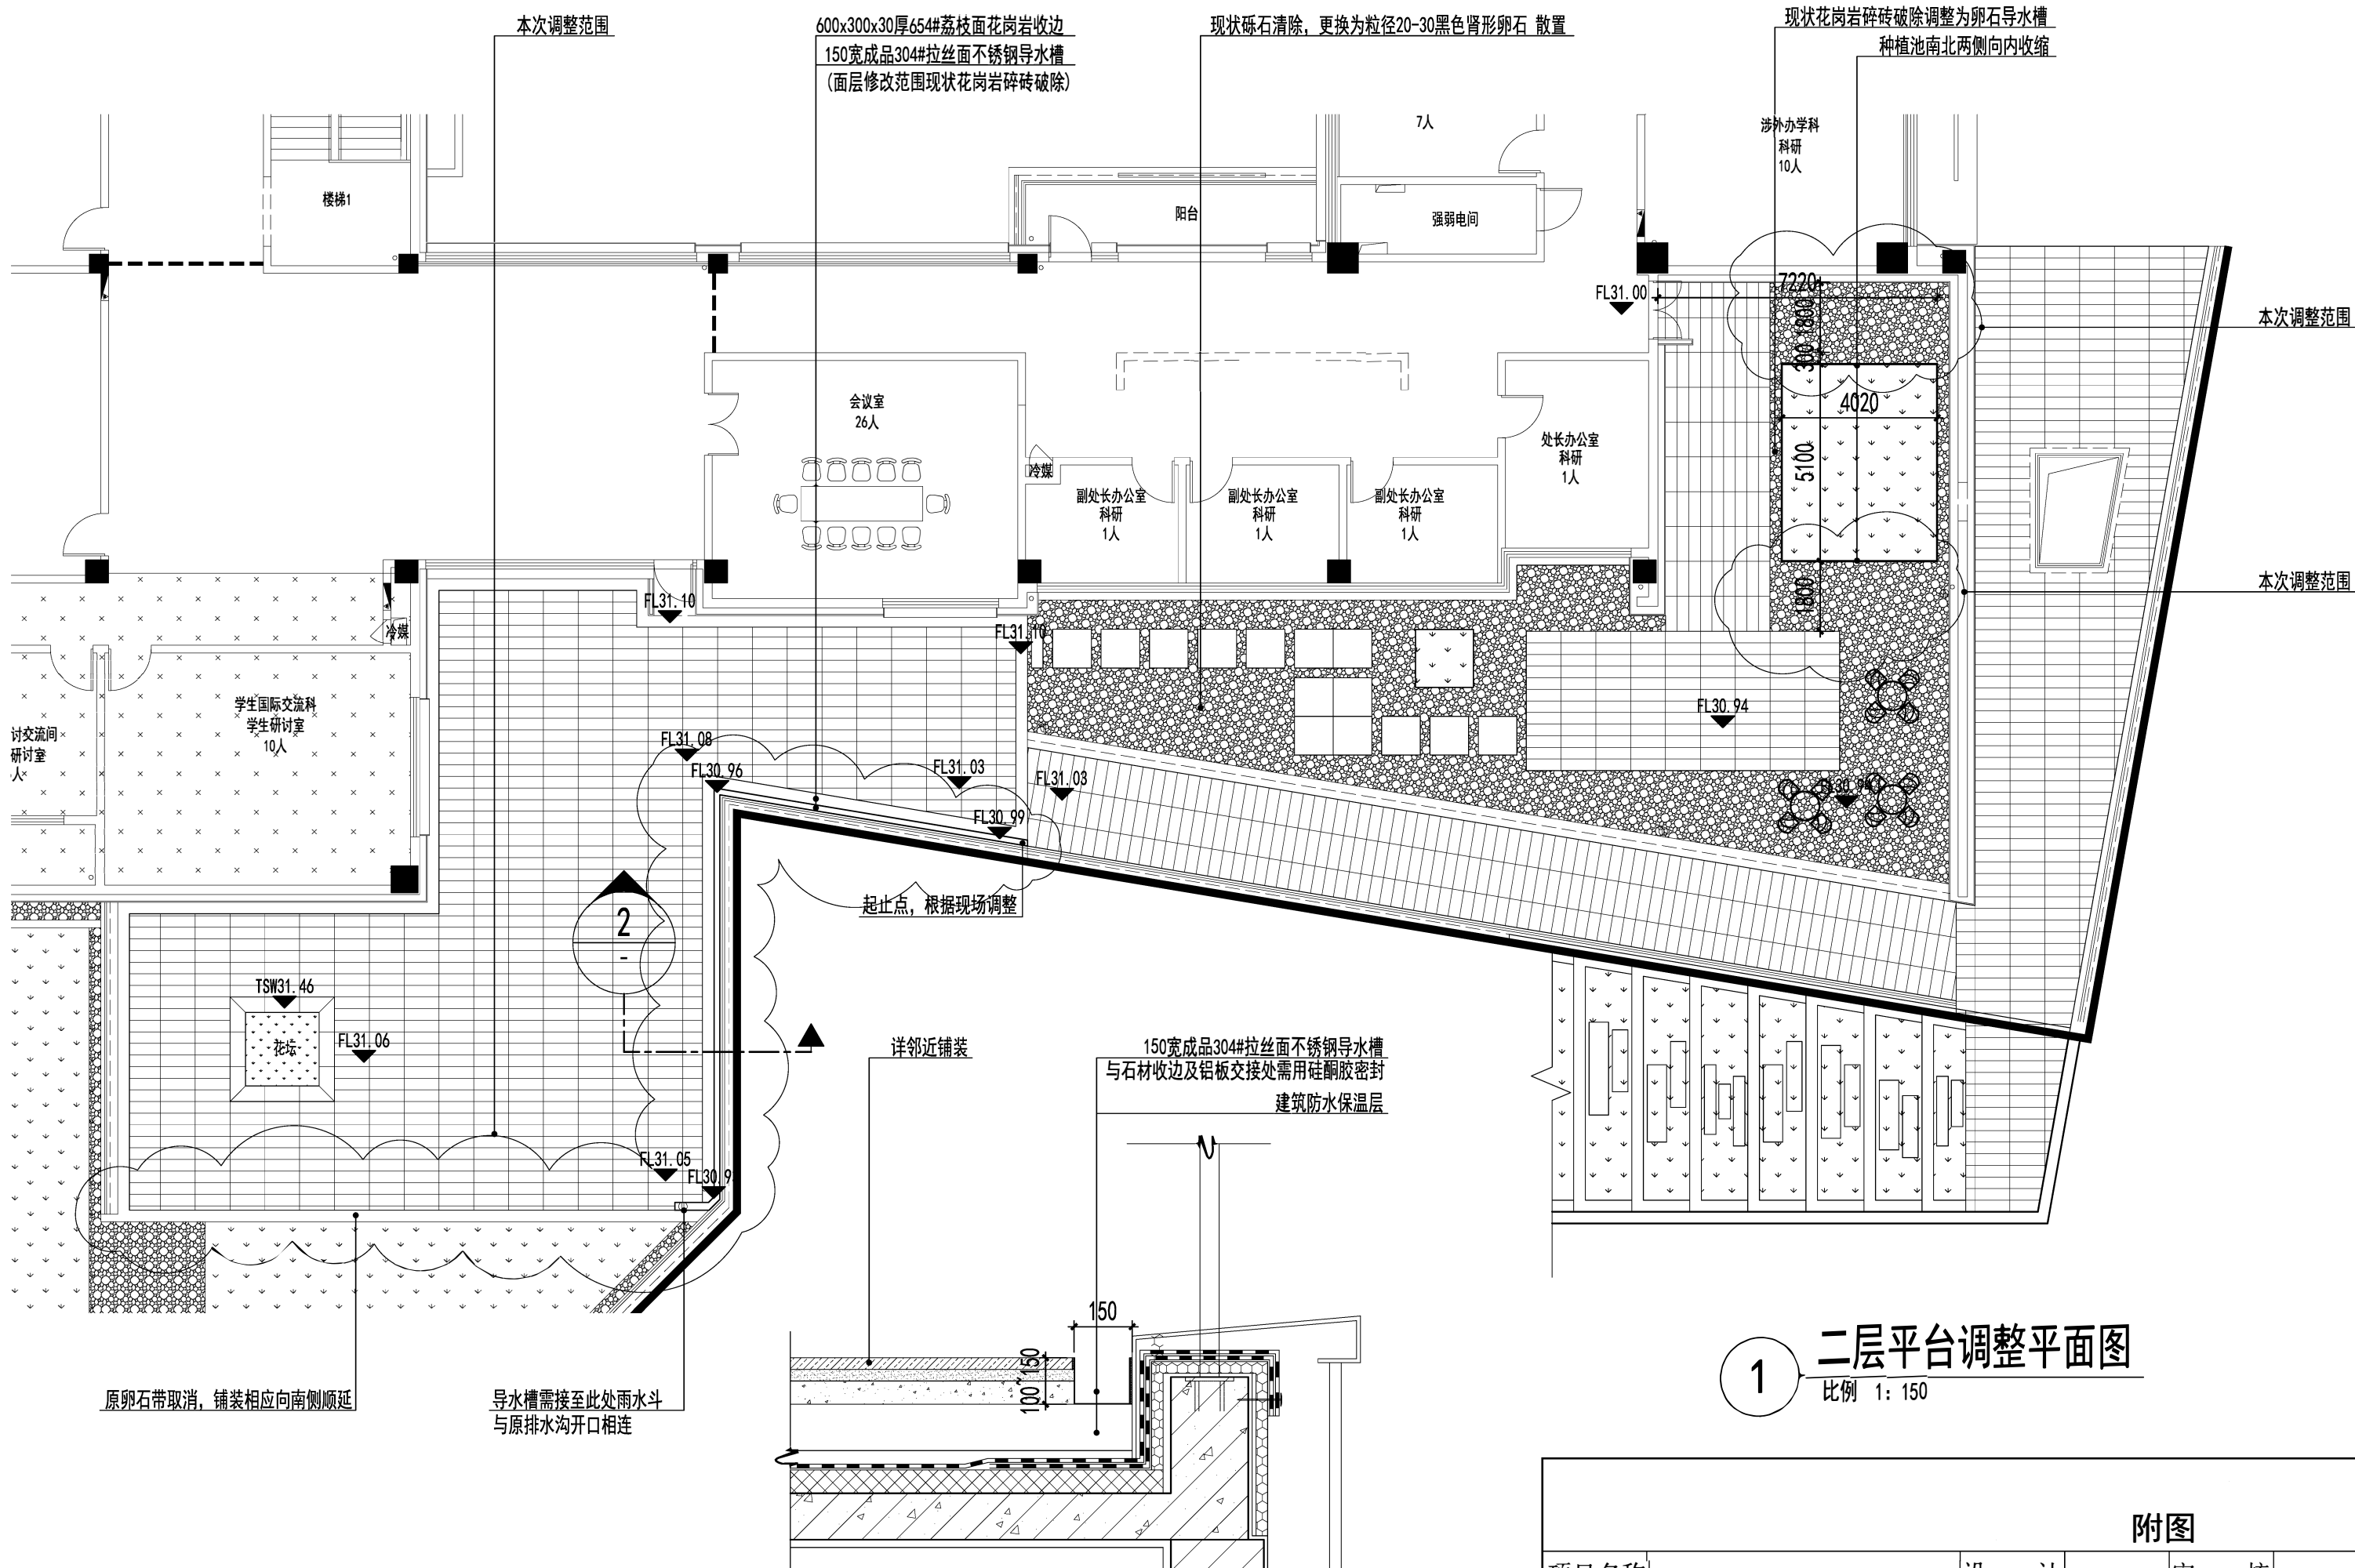 本次调整范围
600x300x30厚654#荔枝面花岗岩收边
150宽成品304#拉丝面不锈钢导水槽
(面层修改范围现状花岗岩碎砖破除)
现状砾石清除，更换为粒径20-30黑色肾形卵石 散置
现状花岗岩碎砖破除调整为卵石导水槽
种植池南北两侧向内收缩
楼梯1
阳台
7人
强弱电间
涉外办学科
科研
10人
FL31.00
7220
1800
300
4020
5100
1800
本次调整范围
本次调整范围
会议室
26人
冷媒
副处长办公室
科研
1人
副处长办公室
科研
1人
副处长办公室
科研
1人
处长办公室
科研
1人
FL31.10
FL31.10
冷媒
学生国际交流科
学生研讨室
10人
讨交流间
研讨室
人
FL31.08
FL30.96
FL31.03
FL30.99
FL31.03
FL30.94
起止点，根据现场调整
2
-
TSW31.46
花坛
FL31.06
FL31.05
FL30.9
详邻近铺装
150宽成品304#拉丝面不锈钢导水槽
与石材收边及铝板交接处需用硅酮胶密封
建筑防水保温层
150
100~150
原卵石带取消，铺装相应向南侧顺延
导水槽需接至此处雨水斗
与原排水沟开口相连
1
二层平台调整平面图
比例 1: 150
附图